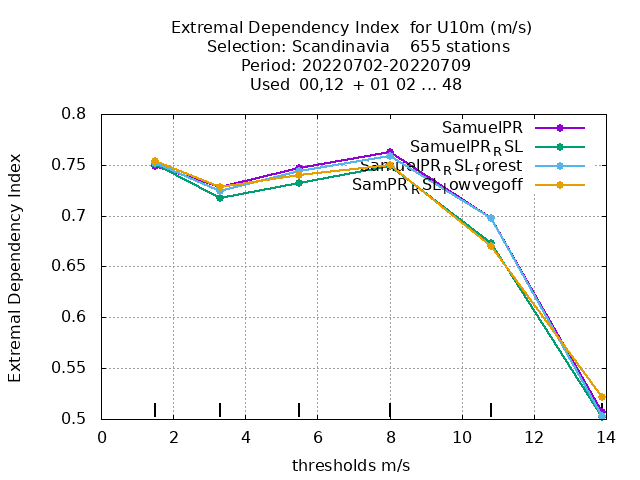 Extremal Dependency Index for U10m (m/s)
Selection: Scandinavia 655 stations
Period: 20220702-20220709
Used 00,12 + 01 02 ... 48
Extremal Dependency Index
0.8
0.75
0.7
0.65
0.6
0.55
0.5
SamuelPR
SamuelPR_RSL
SamuelPR_RSL_forest
SamPR_RSL_lowvegoff
0 2 4 6 8 10 12 14
thresholds m/s